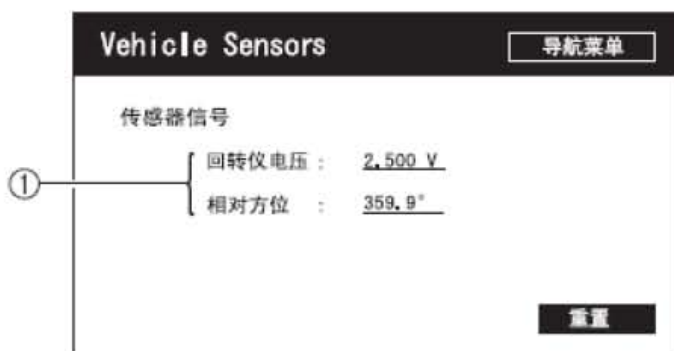 Vehicle Sensors 导航菜单
传感器信号
回转仪电压： 2.500 V
① 相对方位 ： 359.9°
重置